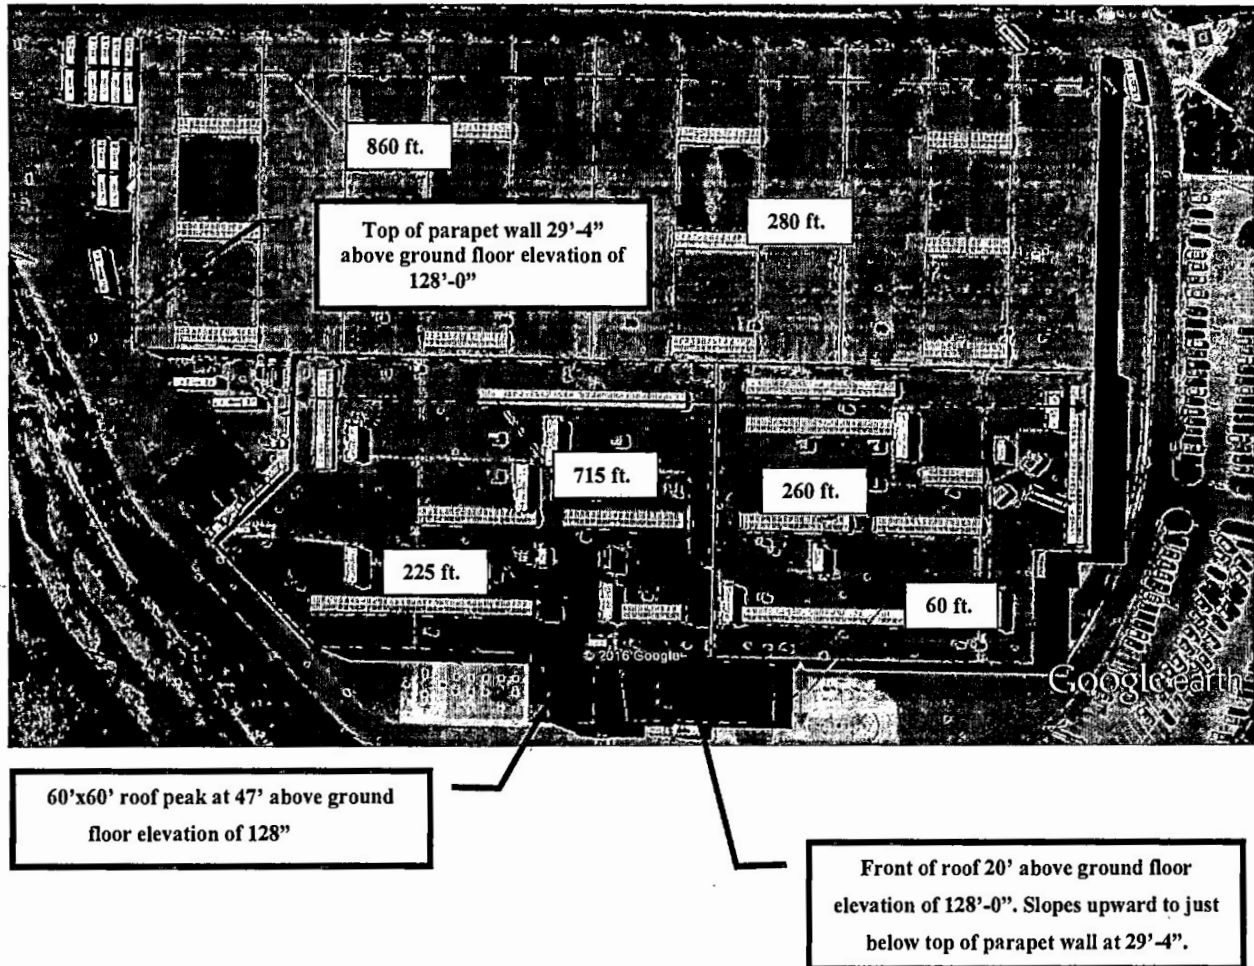 860 ft.
Top of parapet wall 29'-4"
above ground floor elevation of
128'-0"
280 ft.
715 ft.
260 ft.
225 ft.
60 ft.
© 2016 Google
Google earth
60'x60' roof peak at 47' above ground
floor elevation of 128”
Front of roof 20' above ground floor
elevation of 128'-0”. Slopes upward to just
below top of parapet wall at 29'-4”.